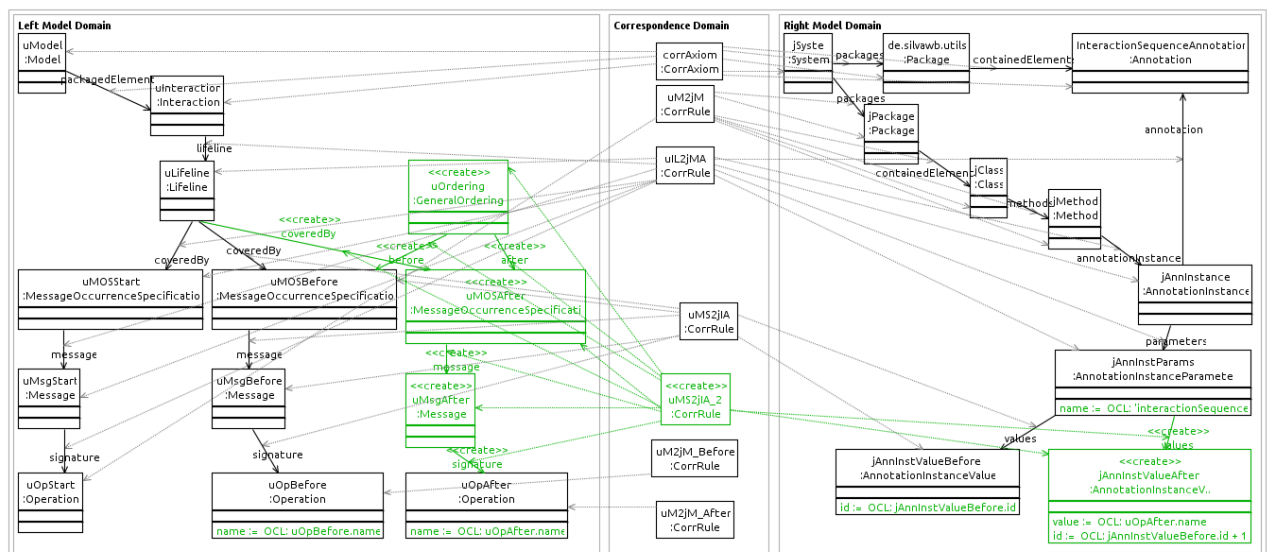 Left Model Domain
uModel
:Model
packagedElement
uInteraction
:Interaction
lifeline
uLifeline
:Lifeline
<<create>>
uOrdering
:GeneralOrdering
<<create>>
coveredBy
coveredBy
coveredBy
<<create>
before
<<create>>
after
uMOSStart
:MessageOccurrenceSpecification
uMOSBefore
:MessageOccurrenceSpecificatio
<<create>>
uMOSAfter
:MessageOccurrenceSpecificati
message
message
<<create>>
message
uMsgStart
:Message
uMsgBefore
:Message
<<create>>
uMsgAfter
:Message
signature
signature
<<create>>
signature
uOpStart
:Operation
uOpBefore
:Operation
name := OCL: uOpBefore.name
uOpAfter
:Operation
name := OCL: uOpAfter.name
Correspondence Domain
corrAxiom
:CorrAxiom
uM2jM
:CorrRule
uIL2jMA
:CorrRule
uMS2jIA
:CorrRule
<<create>>
uMS2jIA_2
:CorrRule
uM2jM_Before
:CorrRule
uM2jM_After
:CorrRule
Right Model Domain
jSyste
:System
packages
de.silvawb.utils
:Package
containedElements
InteractionSequenceAnnotation
:Annotation
packages
jPackage
:Package
annotation
containedElements
jClass
:Class
methods
jMethod
:Method
annotationInstance
jAnnInstance
:AnnotationInstance
parameters
jAnnInstParams
:AnnotationInstanceParamete
name := OCL: 'interactionSequence
values
<<create>>
values
jAnnInstValueBefore
:AnnotationInstanceValue
id := OCL: jAnnInstValueBefore.id
<<create>>
jAnnInstValueAfter
:AnnotationInstanceV..
value := OCL: uOpAfter.name
id := OCL: jAnnInstValueBefore.id + 1